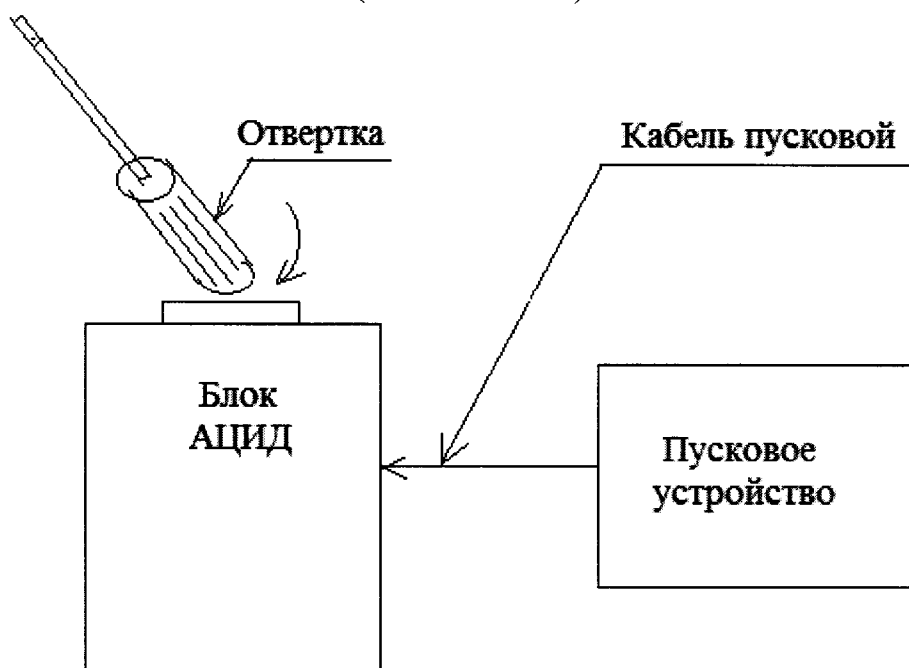 Отвертка
Кабель пусковой
Блок
АЦИД
Пусковое
устройство